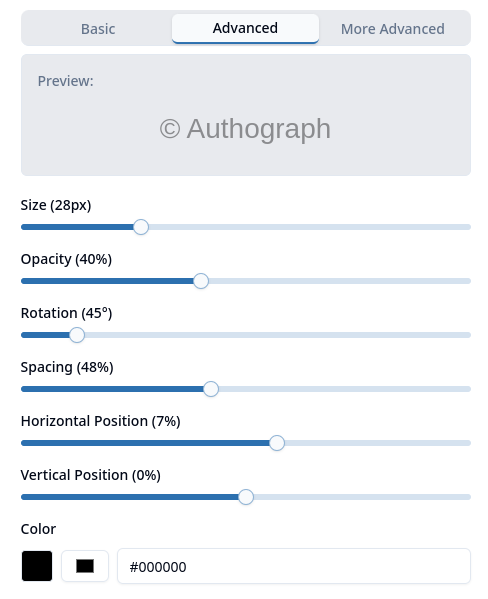 Basic
Advanced
More Advanced
Preview:
© Authograph
Size (28px)
Opacity (40%)
Rotation (45°)
Spacing (48%)
Horizontal Position (7%)
Vertical Position (0%)
Color
#000000